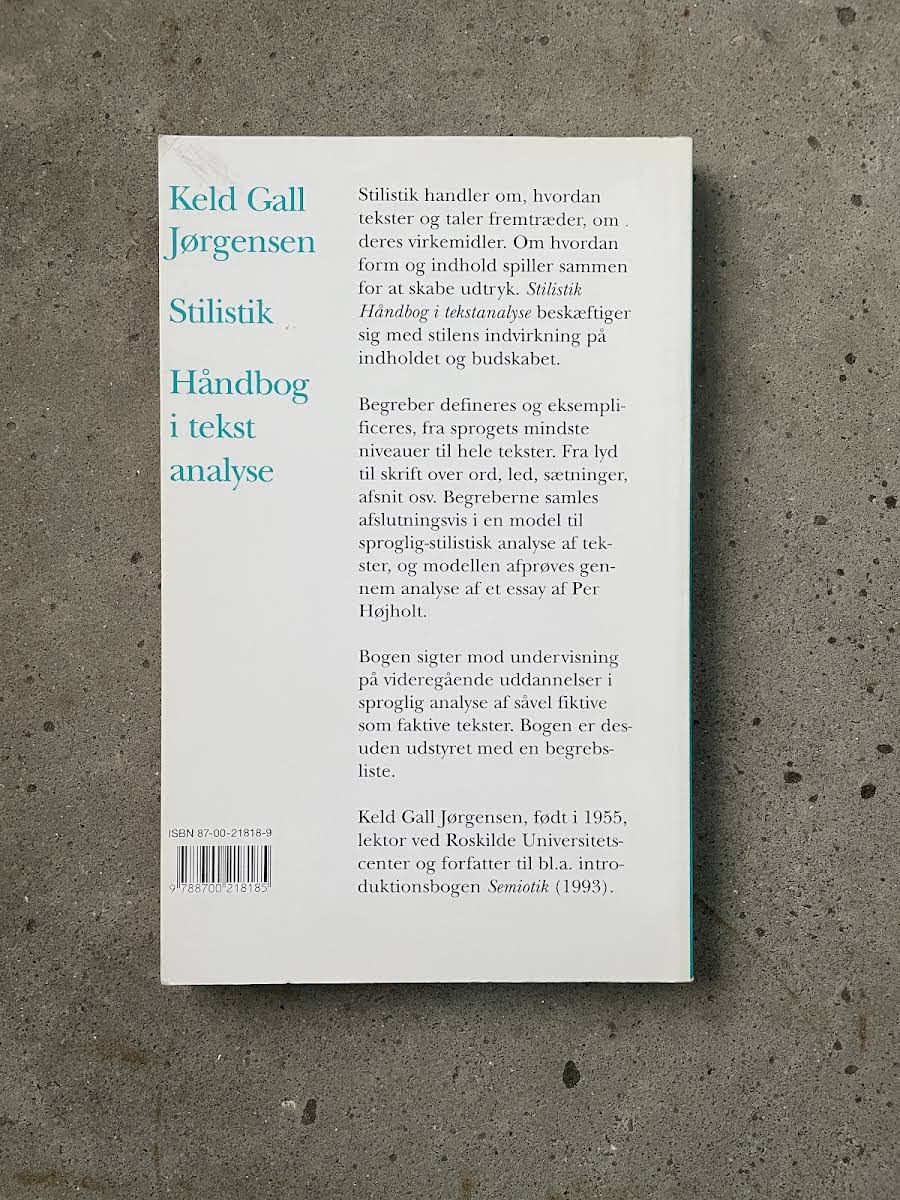 Keld Gall
Jørgensen
Stilistik
Håndbog
i tekst
analyse
Stilistik handler om, hvordan
tekster og taler fremtræder, om
deres virkemidler. Om hvordan
form og indhold spiller sammen
for at skabe udtryk. Stilistik
Håndbog i tekstanalyse beskæftiger
sig med stilens indvirkning på
indholdet og budskabet.
Begreber defineres og eksempli-
ficeres, fra sprogets mindste
niveauer til hele tekster. Fra lyd
til skrift over ord, led, sætninger,
afsnit osv. Begreberne samles
afslutningsvis i en model til
sproglig-stilistisk analyse af tek-
ster, og modellen afprøves gen-
nem analyse af et essay af Per
Højholt.
Bogen sigter mod undervisning
på videregående uddannelser i
sproglig analyse af såvel fiktive
som faktive tekster. Bogen er des-
uden udstyret med en begrebs-
liste.
Keld Gall Jørgensen, født i 1955,
lektor ved Roskilde Universitets-
center og forfatter til bl.a. intro-
duktionsbogen Semiotik (1993).
ISBN 87-00-21818-9
9 788700 218185